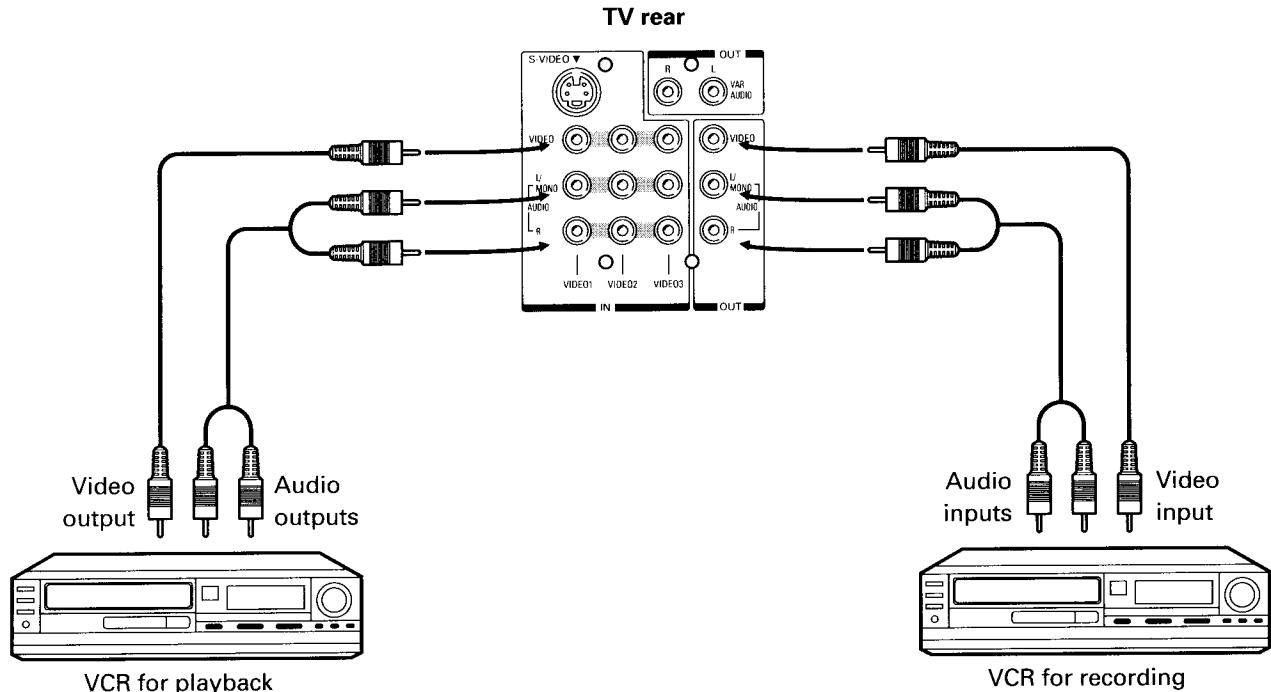 TV rear
S-VIDEO ▼
OUT
R L
VAR
AUDIO
VIDEO
L/
MONO
AUDIO
R
VIDEO1 VIDEO2 VIDEO3
IN
VIDEO
L/
MONO
AUDIO
R
OUT
Video
output
Audio
outputs
VCR for playback
Audio
inputs
Video
input
VCR for recording